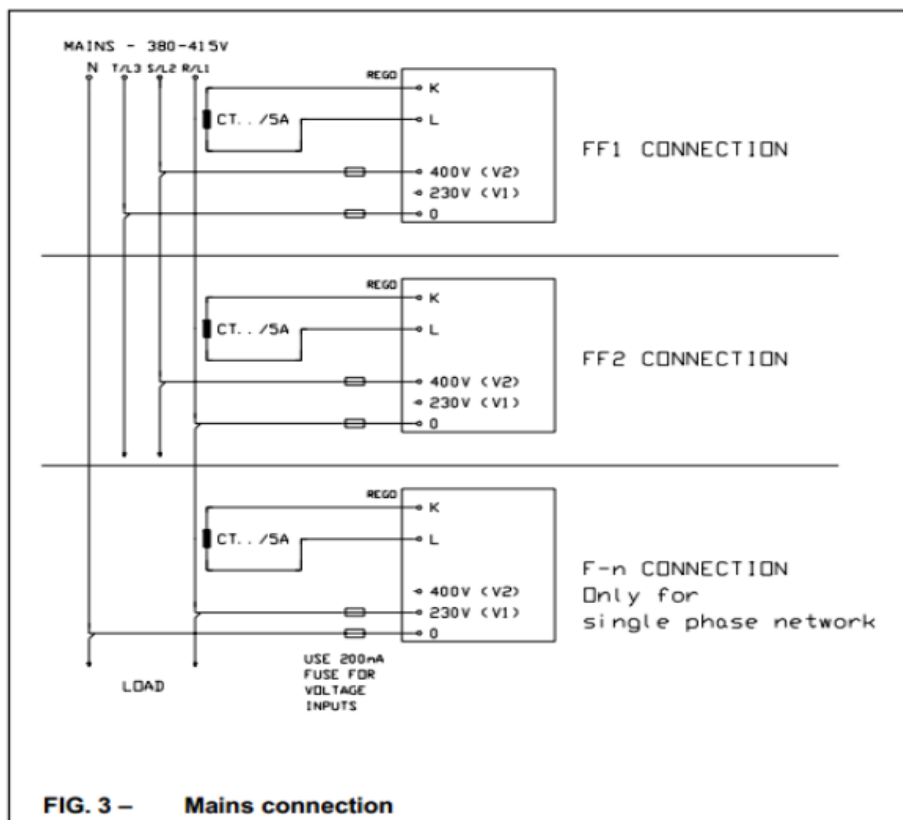 MAINS - 380-415V
N T/L3 S/L2 R/L1
REGO
K
CT. . /5A
L
FF1 CONNECTION
400V (V2)
230V (V1)
0
REGO
K
CT. . /5A
L
FF2 CONNECTION
400V (V2)
230V (V1)
0
REGO
K
CT. . /5A
L
F-n CONNECTION
Only for
single phase network
400V (V2)
230V (V1)
0
USE 200mA
FUSE FOR
VOLTAGE
INPUTS
LOAD
FIG. 3 – Mains connection